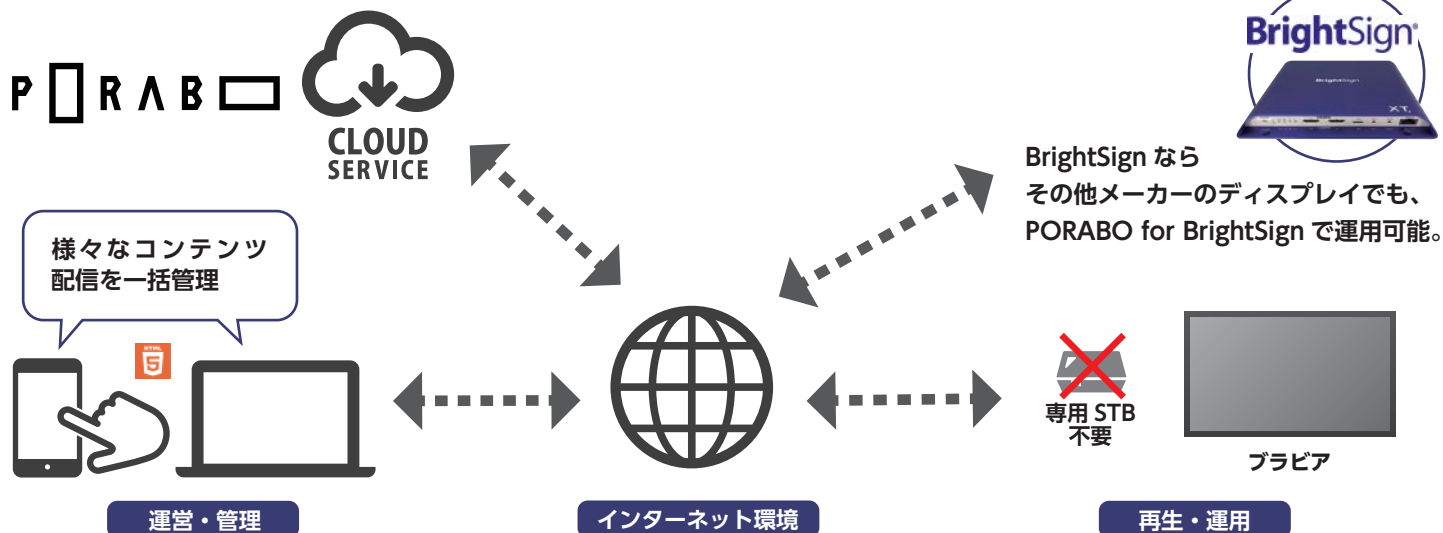 PORABO
CLOUD
SERVICE
BrightSign
BrightSign
XT
BrightSign なら
その他メーカーのディスプレイでも、
PORABO for BrightSign で運用可能。
様々なコンテンツ
配信を一括管理
HTML
5
専用 STB
不要
ブラビア
運営・管理
インターネット環境
再生・運用